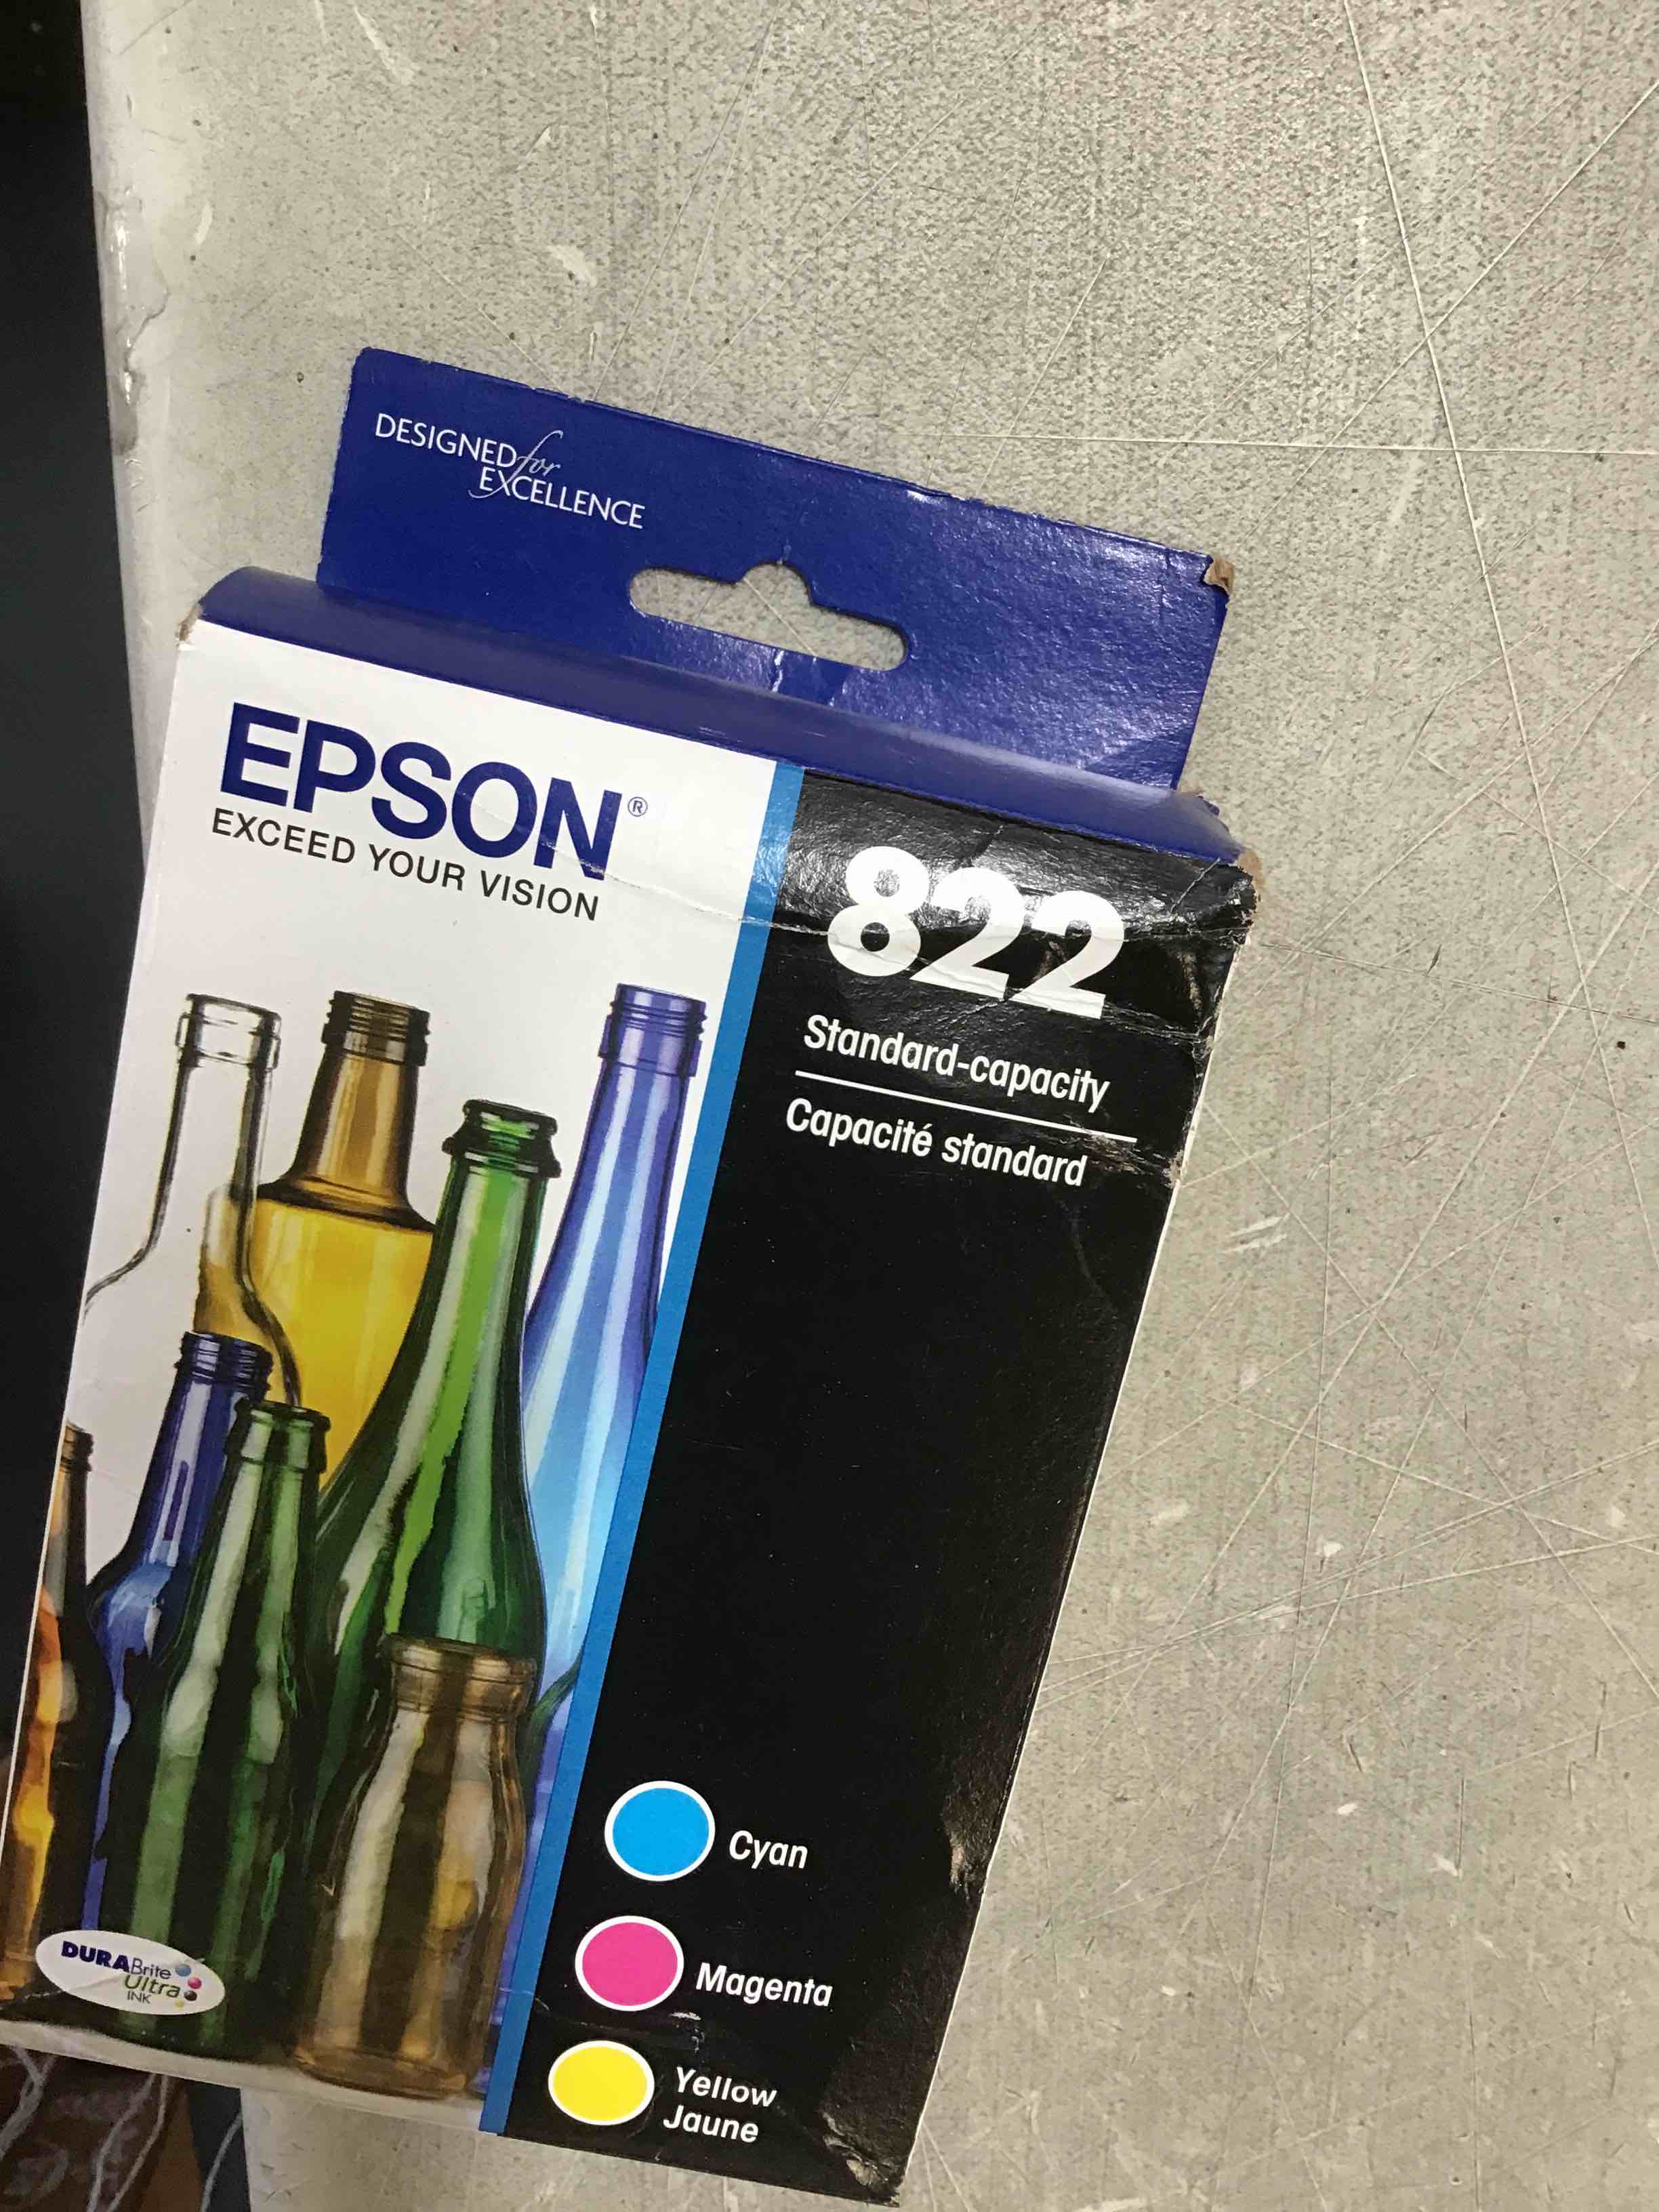 DESIGNED for
EXCELLENCE
EPSON®
EXCEED YOUR VISION
822
Standard-capacity
Capacité standard
Cyan
Magenta
Yellow
Jaune
DURABrite
Ultra
INK